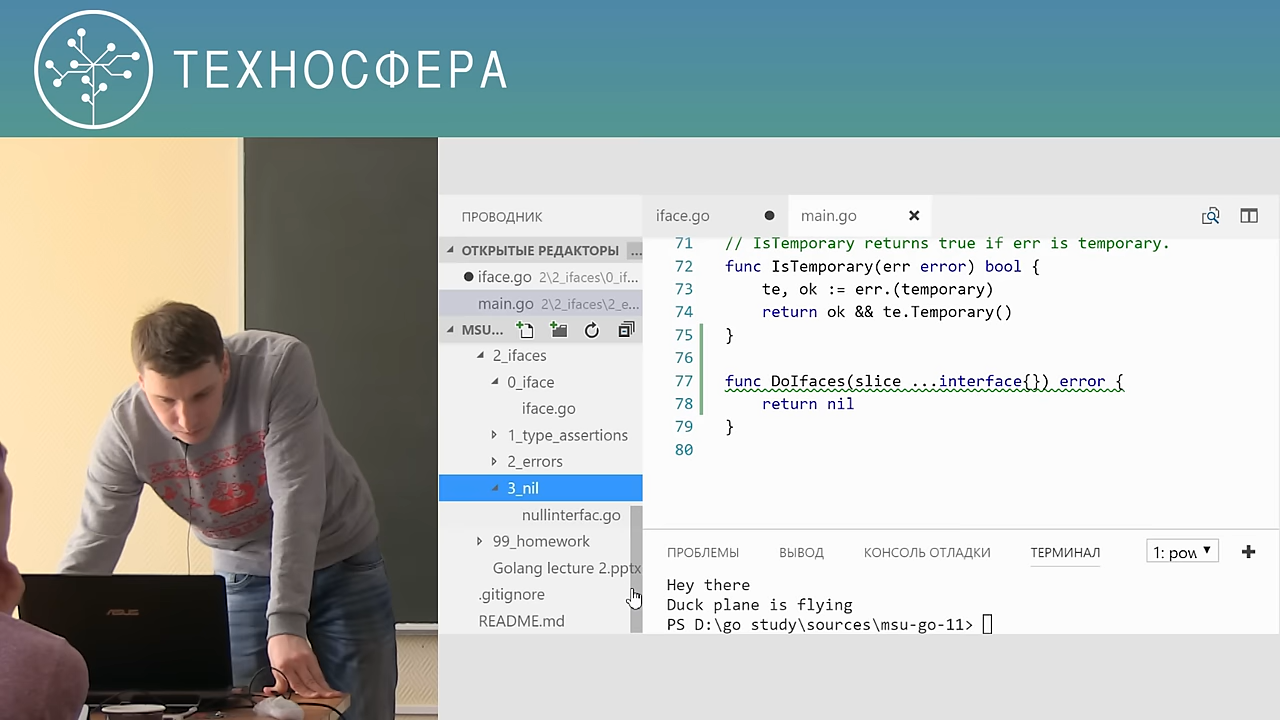 ТЕХНОСФЕРА
ПРОВОДНИК
ОТКРЫТЫЕ РЕДАКТОРЫ ...
iface.go 2\2_ifaces\0_if...
main.go 2\2_ifaces\2_e...
MSU...
2_ifaces
0_iface
iface.go
1_type_assertions
2_errors
3_nil
nullinterfac.go
99_homework
Golang lecture 2.pptx
.gitignore
README.md
iface.go
main.go
71 // IsTemporary returns true if err is temporary.
72 func IsTemporary(err error) bool {
73 te, ok := err.(temporary)
74 return ok && te.Temporary()
75 }
76
77 func DoIfaces(slice ...interface{}) error {
78 return nil
79 }
80
ПРОБЛЕМЫ ВЫВОД КОНСОЛЬ ОТЛАДКИ ТЕРМИНАЛ 1: pow
Hey there
Duck plane is flying
PS D:\go study\sources\msu-go-11>
ASUS